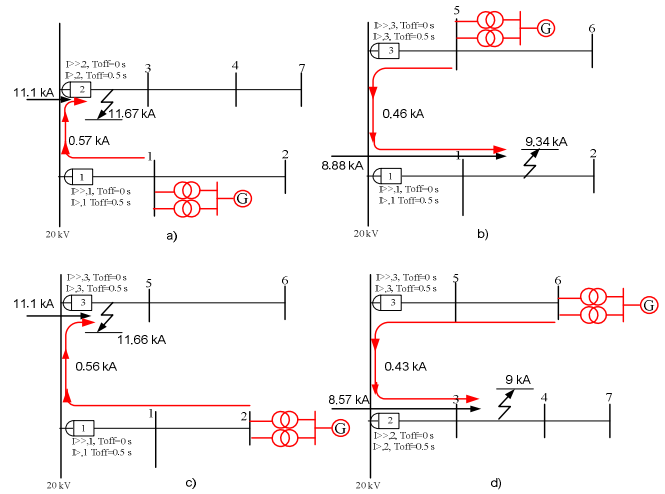 I>>,2, Toff=0 s
I>,2, Toff=0.5 s
2
3
4
7
11.1 kA
11.67 kA
0.57 kA
1
2
1
I>>,1, Toff=0 s
I>,1 Toff=0.5 s
G
20 kV
a)
5
G
6
I>>,3, Toff=0 s
I>,3, Toff=0.5 s
3
0.46 kA
9,34 kA
8.88 kA
1
2
1
I>>,1, Toff=0 s
I>,1 Toff=0.5 s
20 kV
b)
I>>,3, Toff=0 s
I>,3, Toff=0.5 s
3
5
6
11.1 kA
11.66 kA
0.56 kA
1
2
1
I>>,1, Toff=0 s
I>,1 Toff=0.5 s
G
20 kV
c)
I>>,3, Toff=0 s
I>,3, Toff=0.5 s
3
5
6
G
0.43 kA
9 kA
8,57 kA
3
4
7
2
I>>,2, Toff=0 s
I>,2, Toff=0.5 s
20 kV
d)